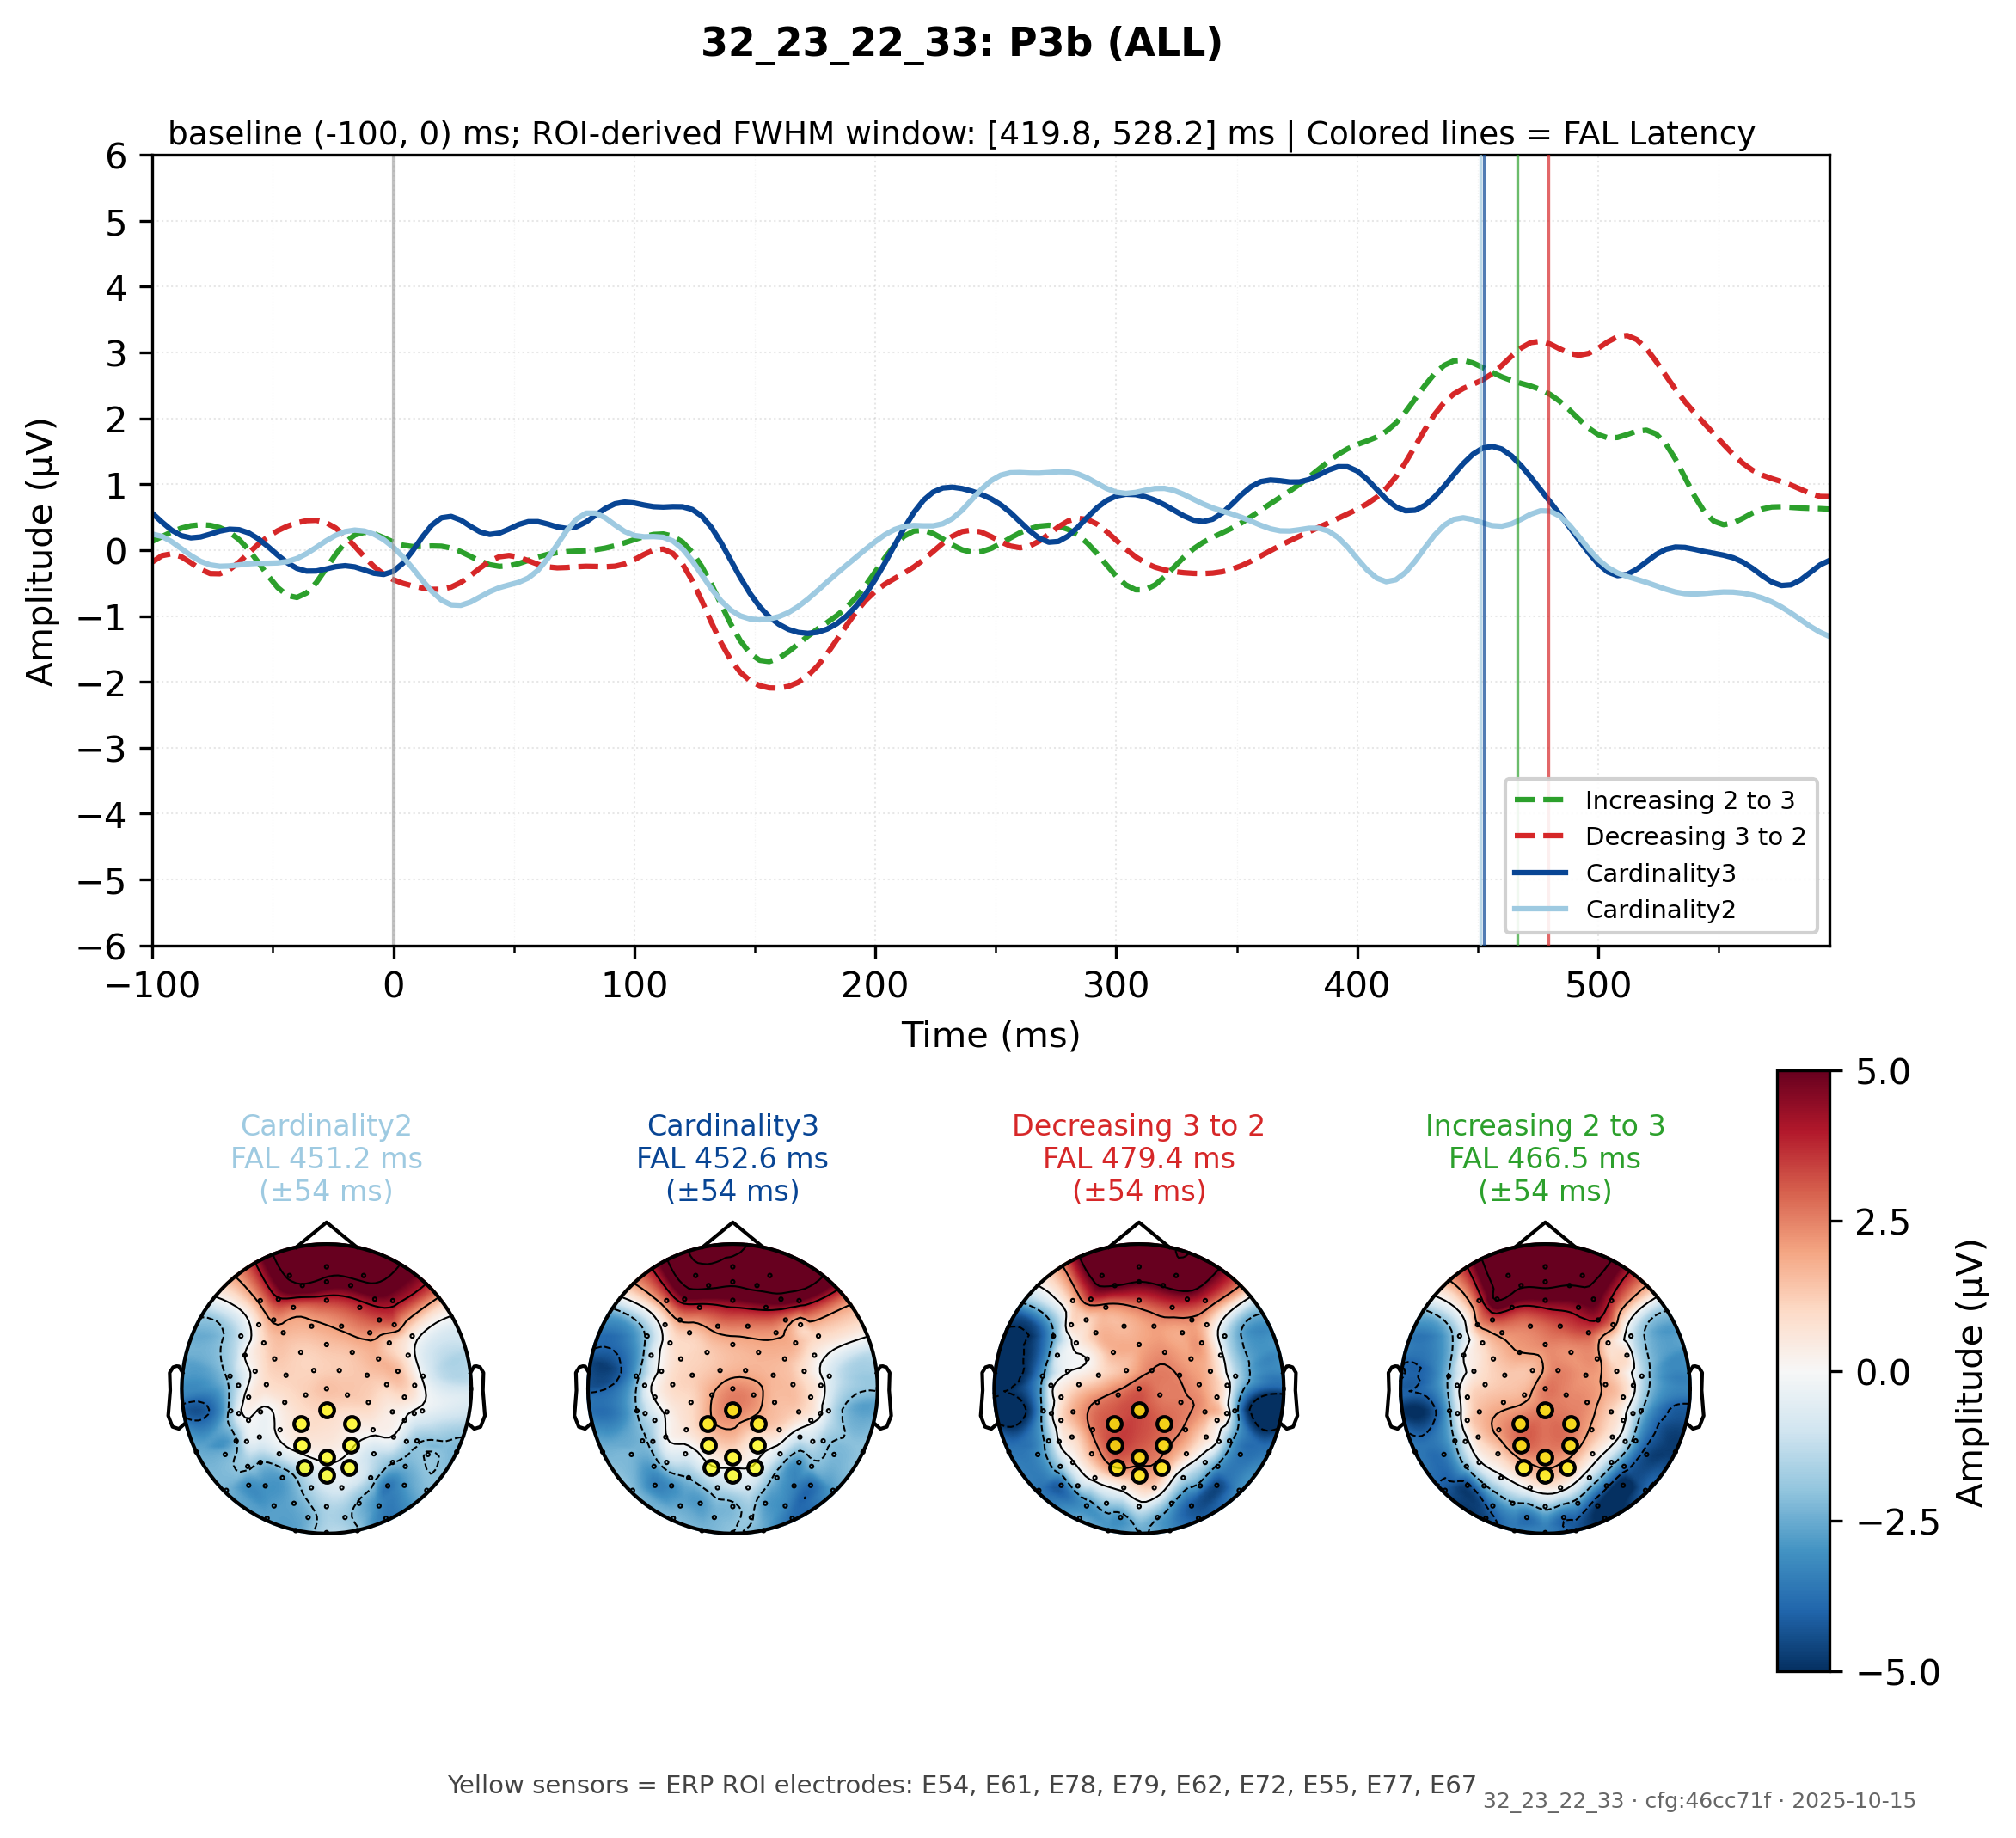 32_23_22_33: P3b (ALL)
baseline (-100, 0) ms; ROI-derived FWHM window: [419.8, 528.2] ms | Colored lines = FAL Latency
Amplitude (µV)
6
5
4
3
2
1
0
−1
−2
−3
−4
−5
−6
Increasing 2 to 3
Decreasing 3 to 2
Cardinality3
Cardinality2
−100
0
100
200
300
400
500
Time (ms)
Cardinality2
FAL 451.2 ms
(±54 ms)
Cardinality3
FAL 452.6 ms
(±54 ms)
Decreasing 3 to 2
FAL 479.4 ms
(±54 ms)
Increasing 2 to 3
FAL 466.5 ms
(±54 ms)
5.0
2.5
0.0
−2.5
−5.0
Amplitude (µV)
Yellow sensors = ERP ROI electrodes: E54, E61, E78, E79, E62, E72, E55, E77, E67
32_23_22_33 · cfg:46cc71f · 2025-10-15